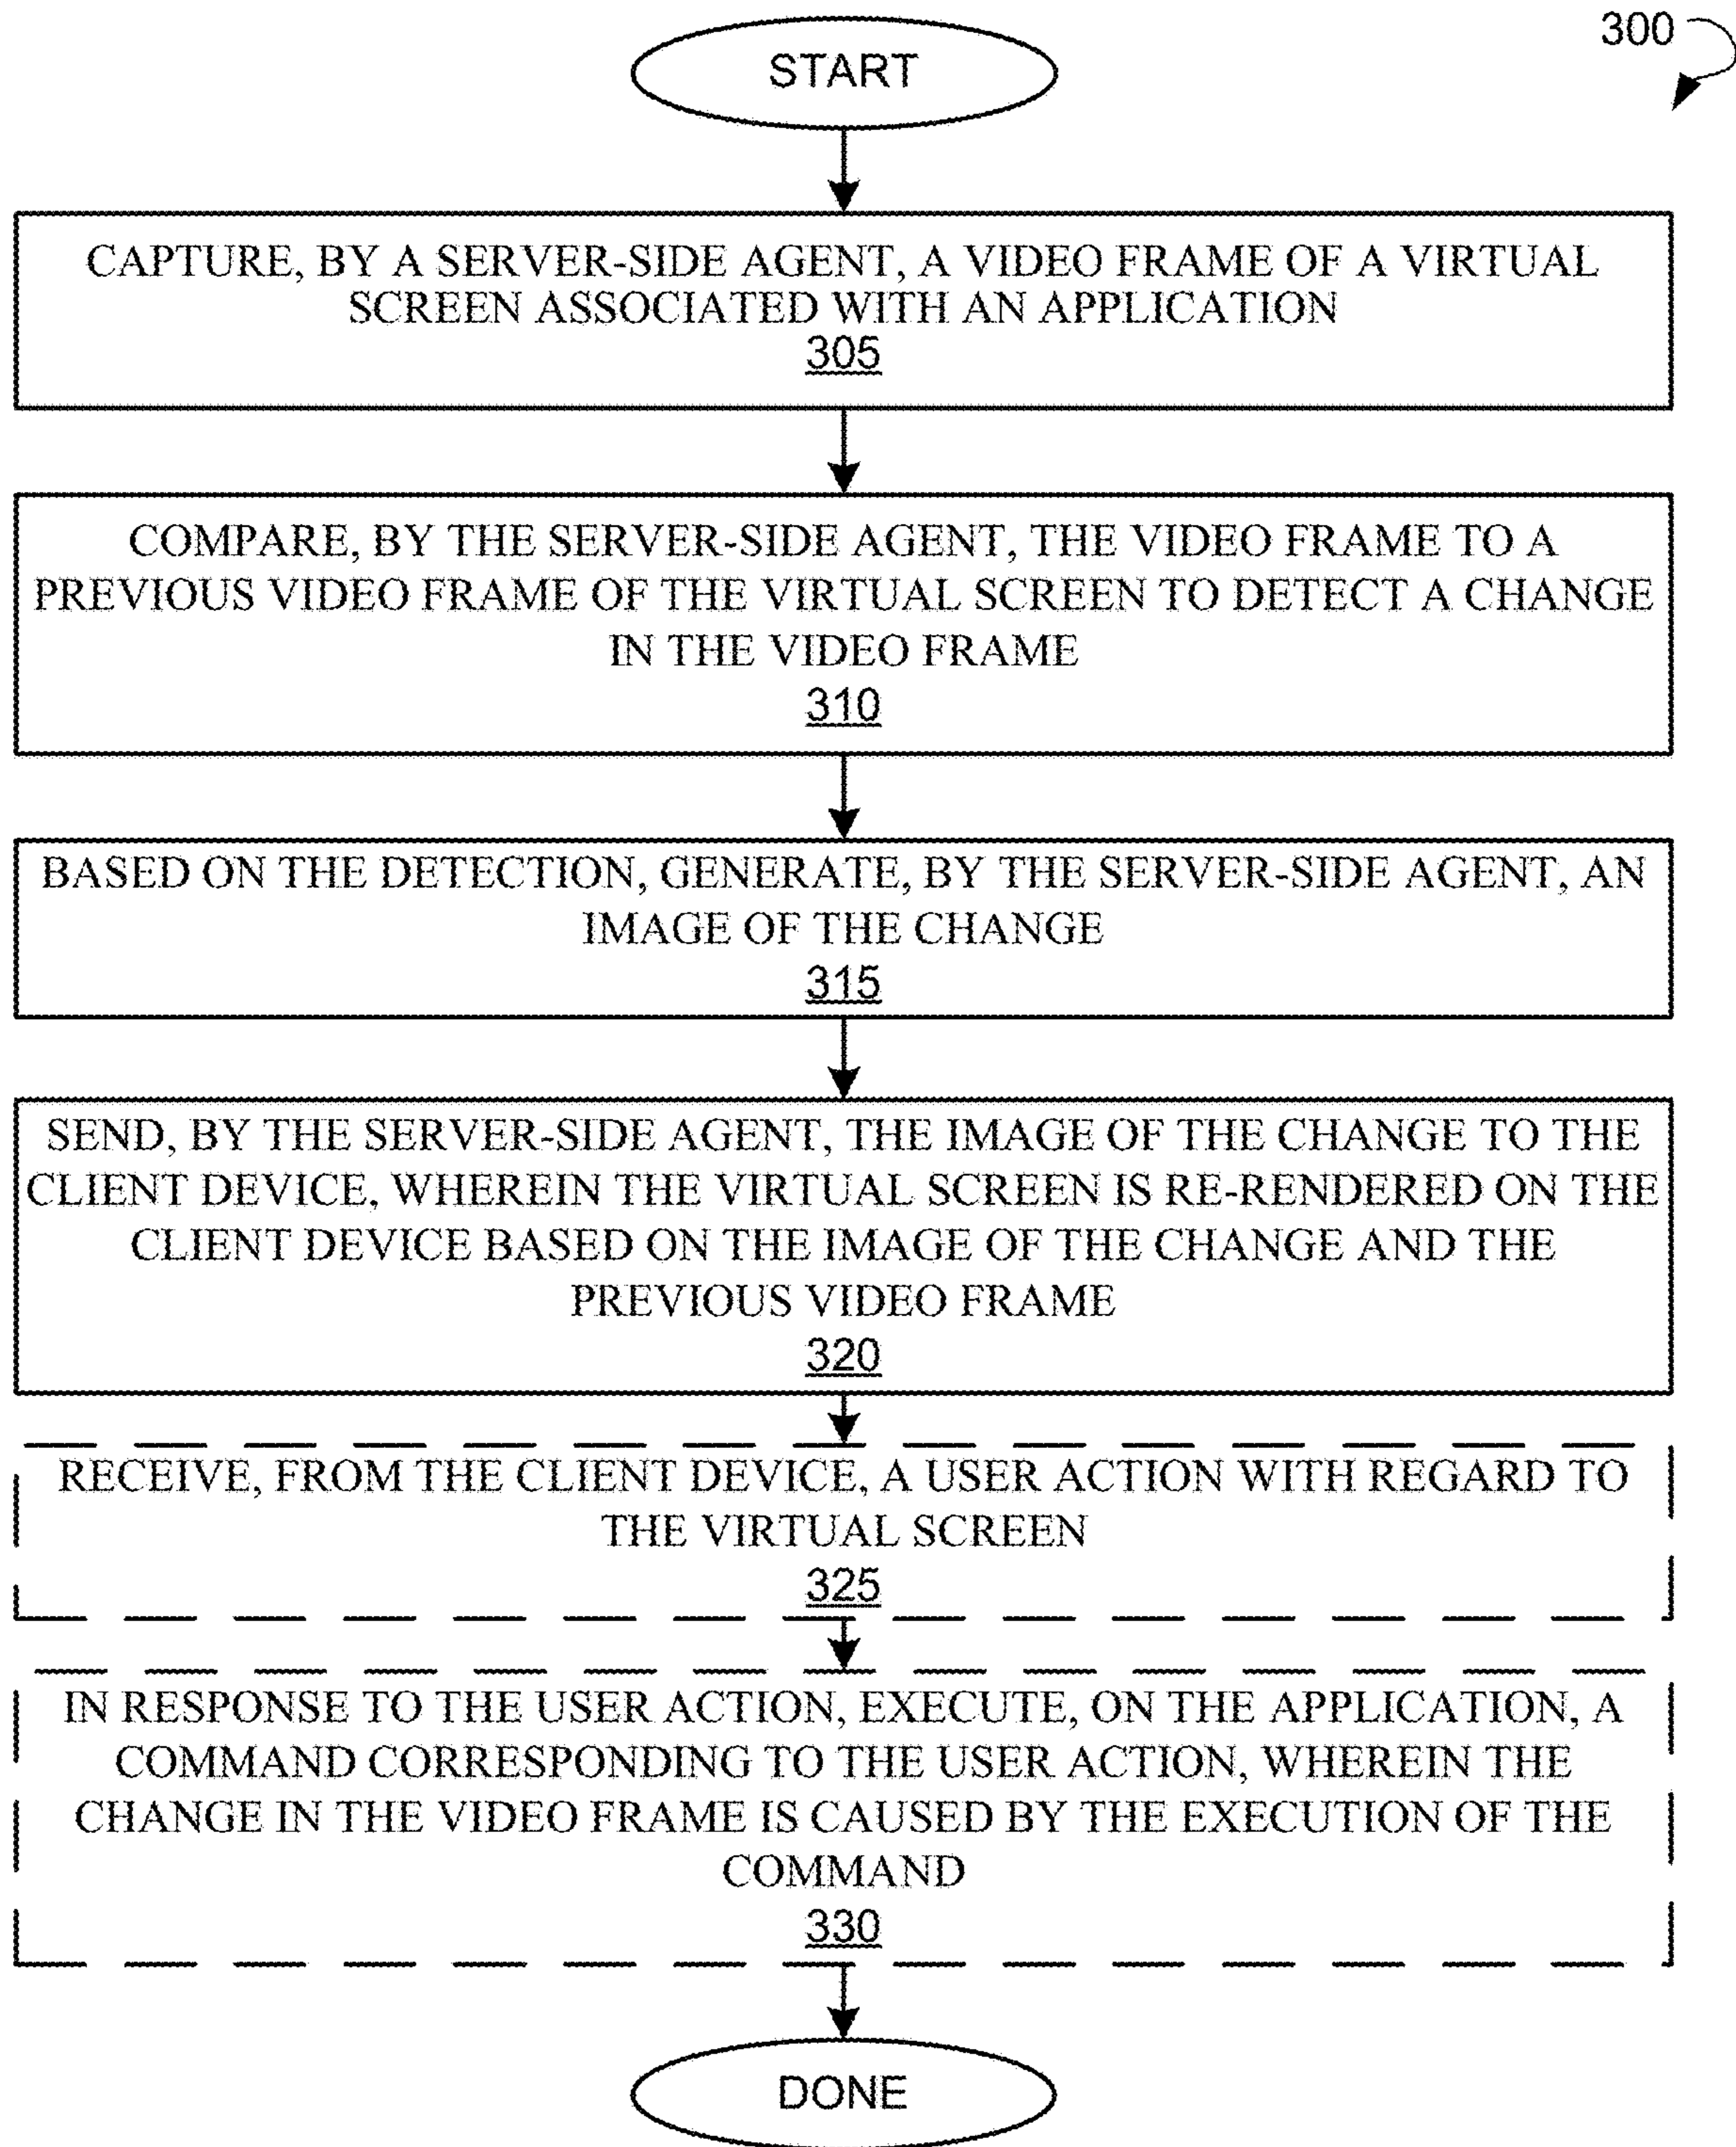 300
START
CAPTURE, BY A SERVER-SIDE AGENT, A VIDEO FRAME OF A VIRTUAL
SCREEN ASSOCIATED WITH AN APPLICATION
305
COMPARE, BY THE SERVER-SIDE AGENT, THE VIDEO FRAME TO A
PREVIOUS VIDEO FRAME OF THE VIRTUAL SCREEN TO DETECT A CHANGE
IN THE VIDEO FRAME
310
BASED ON THE DETECTION, GENERATE, BY THE SERVER-SIDE AGENT, AN
IMAGE OF THE CHANGE
315
SEND, BY THE SERVER-SIDE AGENT, THE IMAGE OF THE CHANGE TO THE
CLIENT DEVICE, WHEREIN THE VIRTUAL SCREEN IS RE-RENDERED ON THE
CLIENT DEVICE BASED ON THE IMAGE OF THE CHANGE AND THE
PREVIOUS VIDEO FRAME
320
RECEIVE, FROM THE CLIENT DEVICE, A USER ACTION WITH REGARD TO
THE VIRTUAL SCREEN
325
IN RESPONSE TO THE USER ACTION, EXECUTE, ON THE APPLICATION, A
COMMAND CORRESPONDING TO THE USER ACTION, WHEREIN THE
CHANGE IN THE VIDEO FRAME IS CAUSED BY THE EXECUTION OF THE
COMMAND
330
DONE